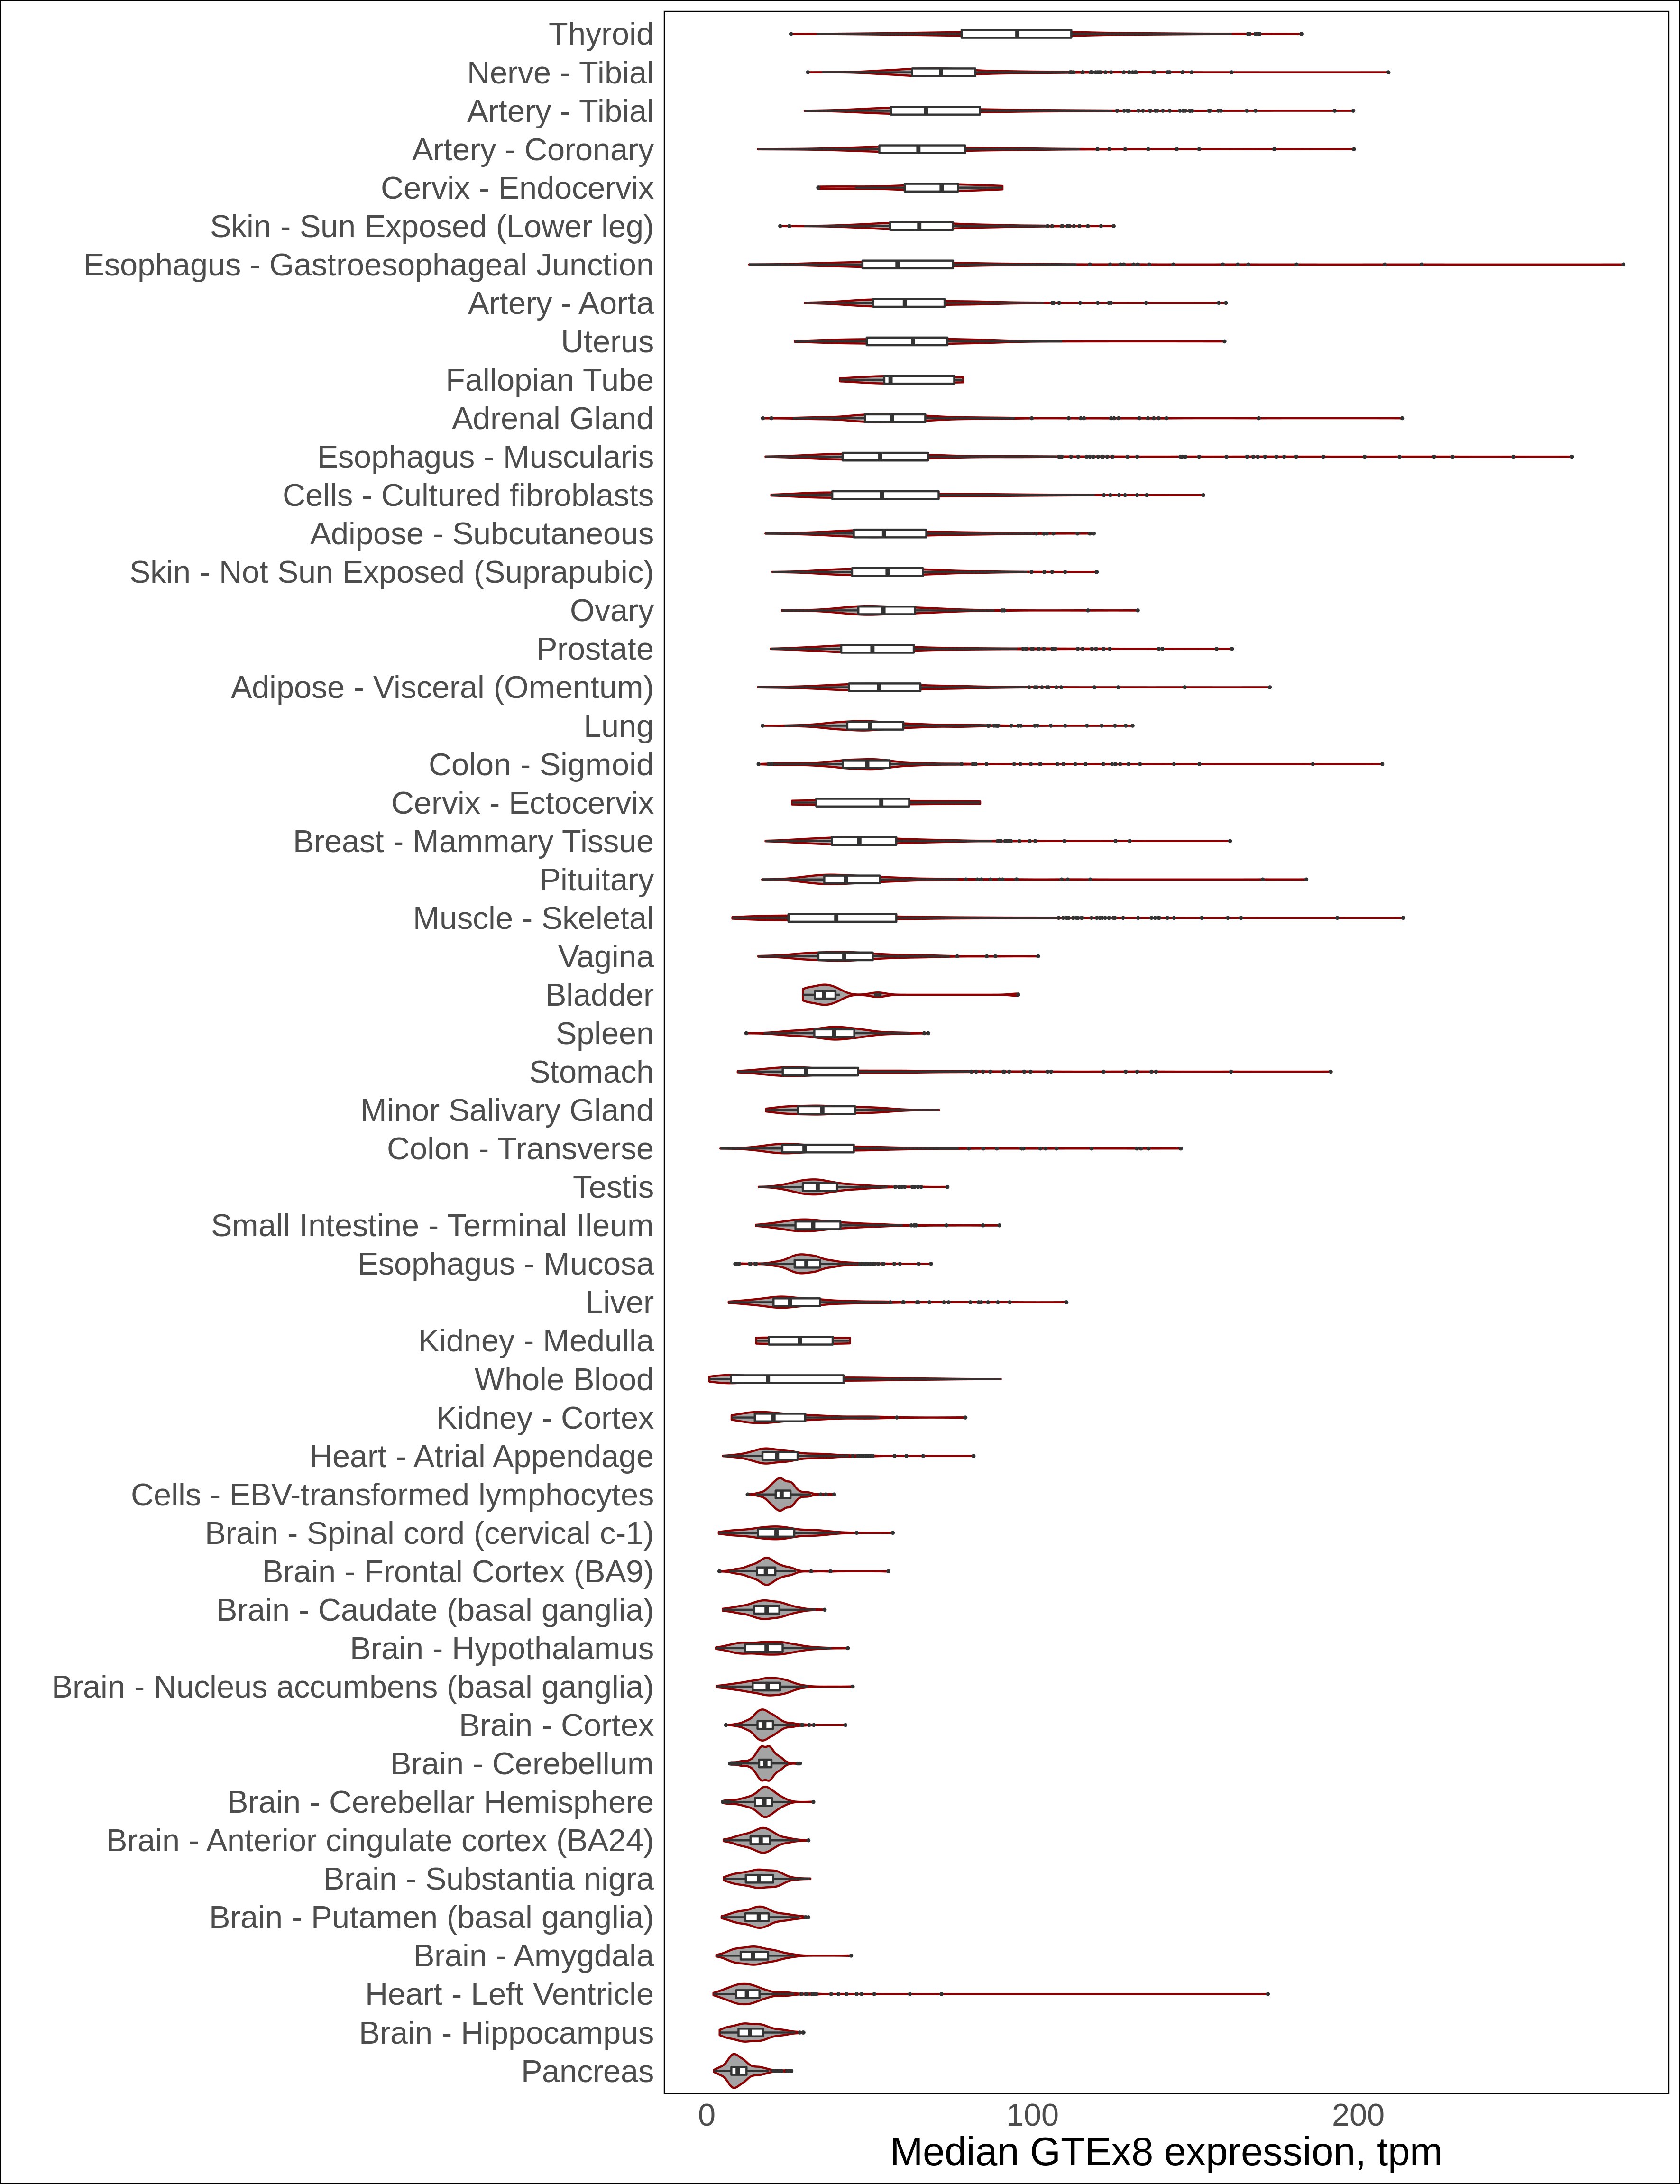 Thyroid
Nerve - Tibial
Artery - Tibial
Artery - Coronary
Cervix - Endocervix
Skin - Sun Exposed (Lower leg)
Esophagus - Gastroesophageal Junction
Artery - Aorta
Uterus
Fallopian Tube
Adrenal Gland
Esophagus - Muscularis
Cells - Cultured fibroblasts
Adipose - Subcutaneous
Skin - Not Sun Exposed (Suprapubic)
Ovary
Prostate
Adipose - Visceral (Omentum)
Lung
Colon - Sigmoid
Cervix - Ectocervix
Breast - Mammary Tissue
Pituitary
Muscle - Skeletal
Vagina
Bladder
Spleen
Stomach
Minor Salivary Gland
Colon - Transverse
Testis
Small Intestine - Terminal Ileum
Esophagus - Mucosa
Liver
Kidney - Medulla
Whole Blood
Kidney - Cortex
Heart - Atrial Appendage
Cells - EBV-transformed lymphocytes
Brain - Spinal cord (cervical c-1)
Brain - Frontal Cortex (BA9)
Brain - Caudate (basal ganglia)
Brain - Hypothalamus
Brain - Nucleus accumbens (basal ganglia)
Brain - Cortex
Brain - Cerebellum
Brain - Cerebellar Hemisphere
Brain - Anterior cingulate cortex (BA24)
Brain - Substantia nigra
Brain - Putamen (basal ganglia)
Brain - Amygdala
Heart - Left Ventricle
Brain - Hippocampus
Pancreas
0 100 200
Median GTEx8 expression, tpm